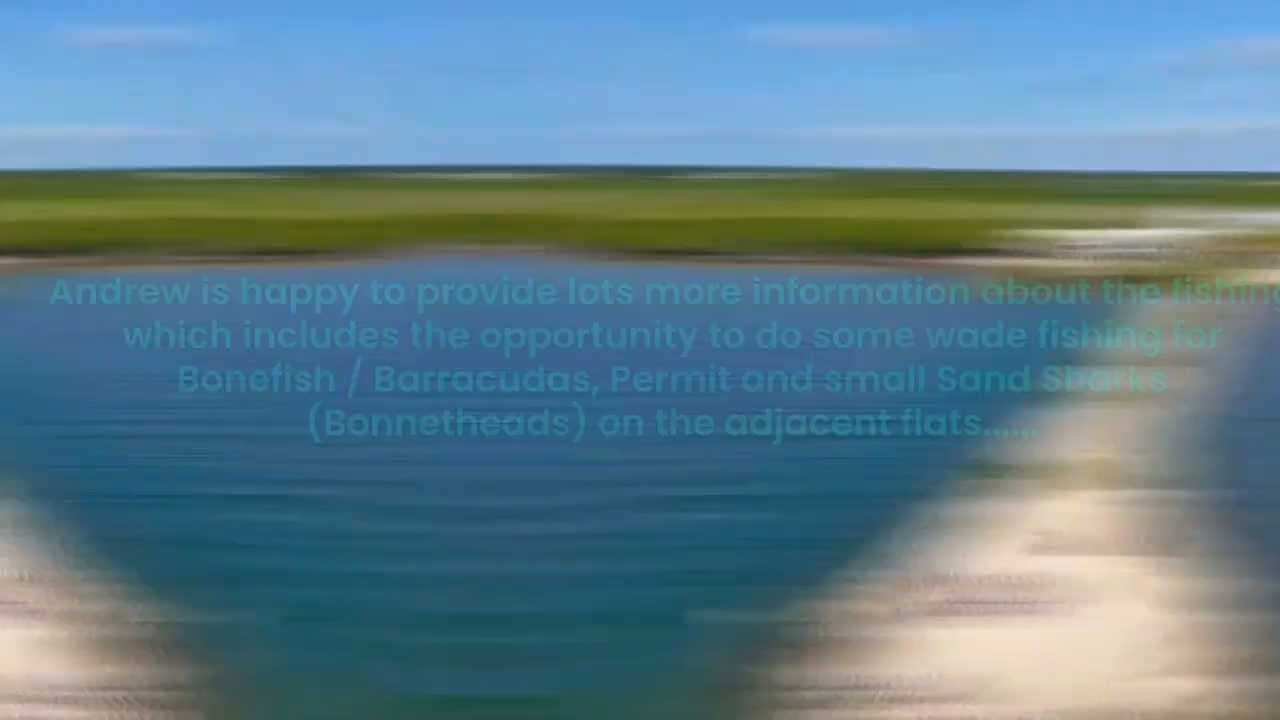 Andrew is happy to provide lots more information about the fishing
which includes the opportunity to do some wade fishing for
Bonefish / Barracudas, Permit and small Sand Sharks
(Bonnetheads) on the adjacent flats......